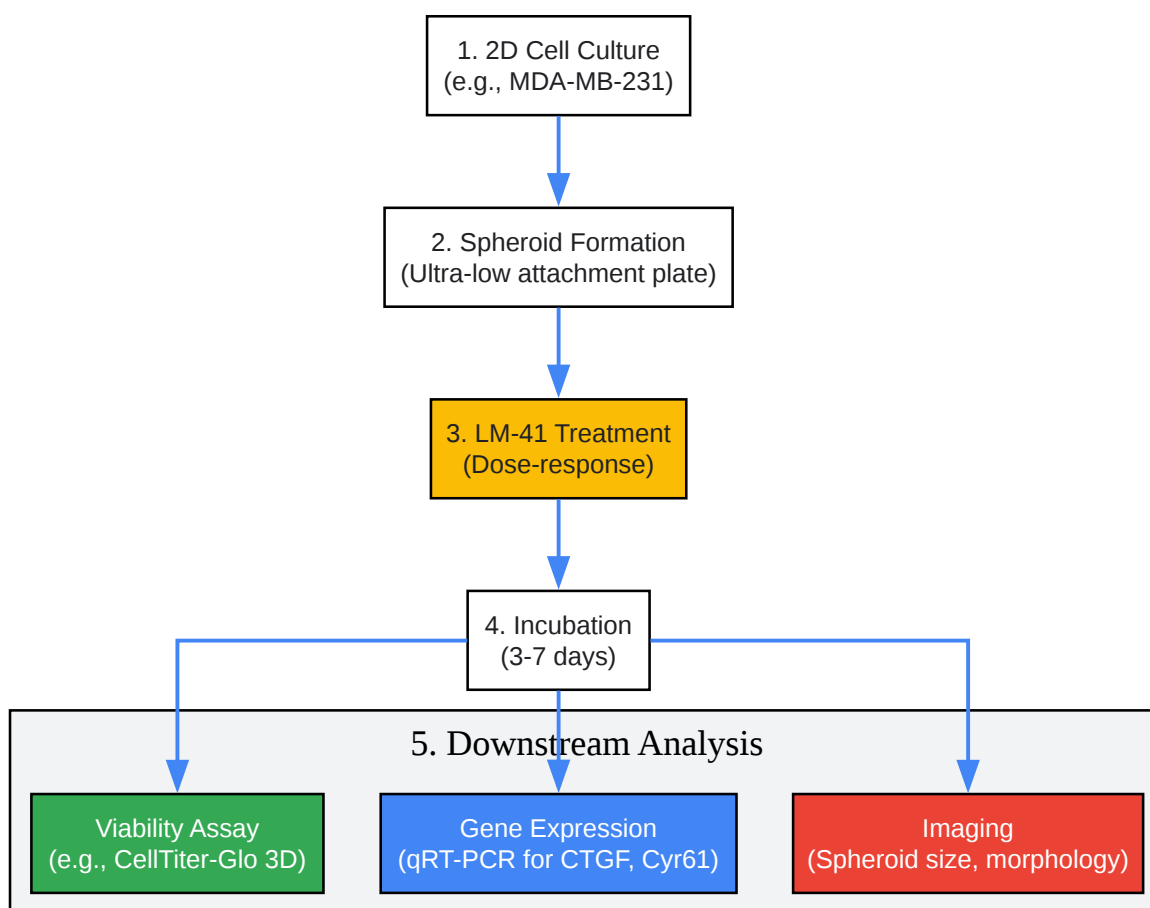 1. 2D Cell Culture
(e.g., MDA-MB-231)
2. Spheroid Formation
(Ultra-low attachment plate)
3. LM-41 Treatment
(Dose-response)
4. Incubation
(3-7 days)
5. Downstream Analysis
Viability Assay
(e.g., CellTiter-Glo 3D)
Gene Expression
(qRT-PCR for CTGF, Cyr61)
Imaging
(Spheroid size, morphology)